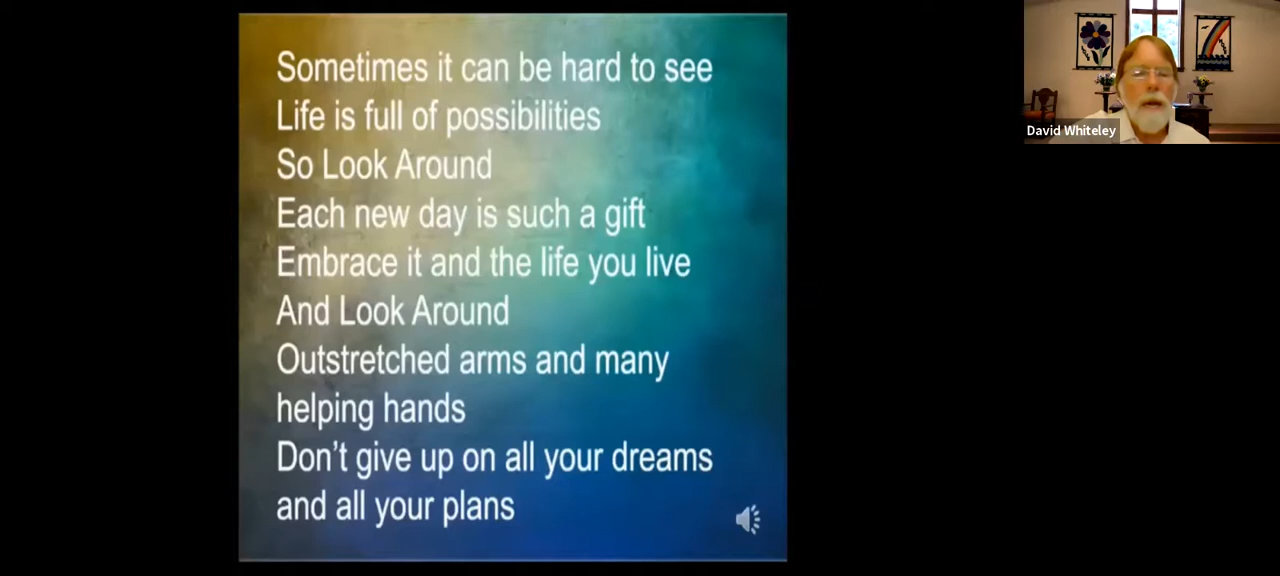 Sometimes it can be hard to see
Life is full of possibilities
So Look Around
Each new day is such a gift
Embrace it and the life you live
And Look Around
Outstretched arms and many
helping hands
Don't give up on all your dreams
and all your plans
David Whiteley